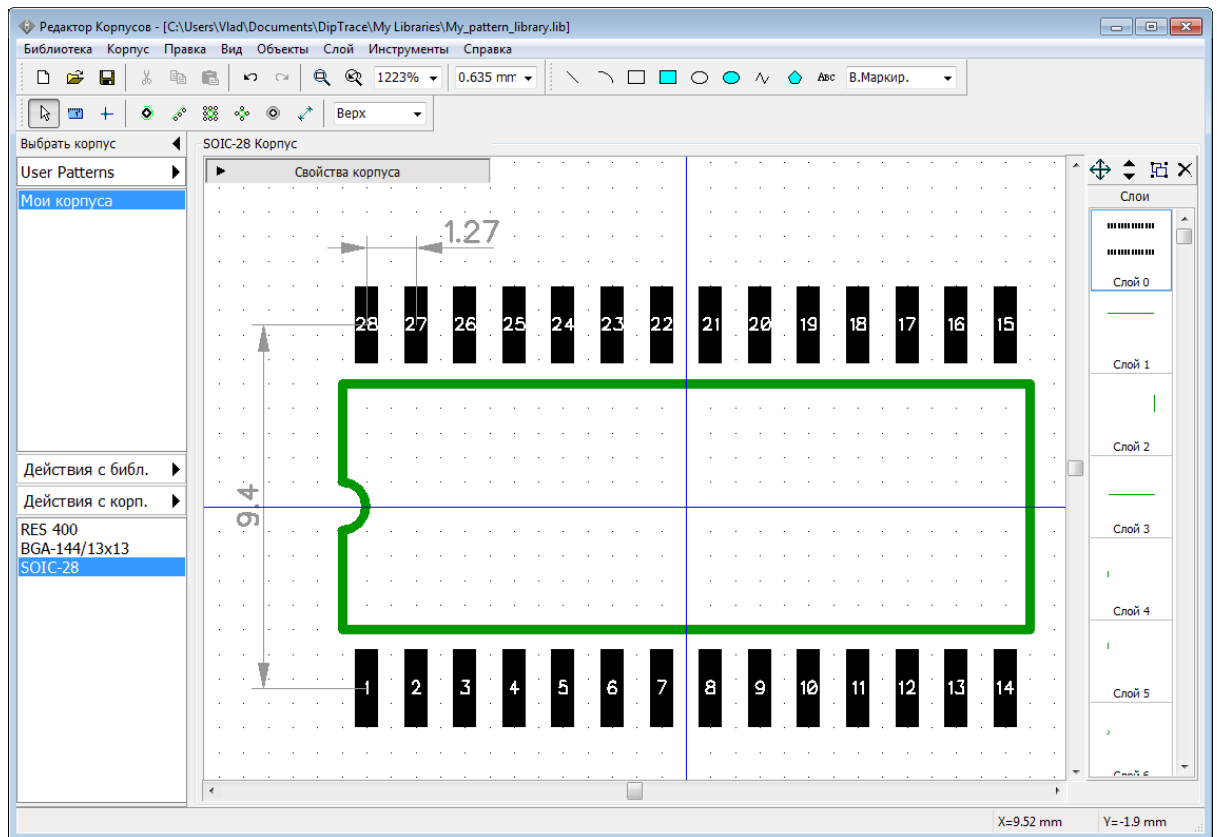 Редактор Корпусов - [C:\Users\Vlad\Documents\DipTrace\My Libraries\My_pattern_library.lib]
Библиотека Корпус Правка Вид Объекты Слой Инструменты Справка
1223% 0.635 mm ABC В.Маркир.
Верх
Выбрать корпус
SOIC-28 Корпус
User Patterns
Свойства корпуса
Мои корпуса
Слои
1.27
28 27 26 25 24 23 22 21 20 19 18 17 16 15
9.4
1 2 3 4 5 6 7 8 9 10 11 12 13 14
Действия с библ.
Действия с корп.
RES 400
BGA-144/13x13
SOIC-28
Слой 0
Слой 1
Слой 2
Слой 3
Слой 4
Слой 5
Слой 6
X=9.52 mm Y=-1.9 mm